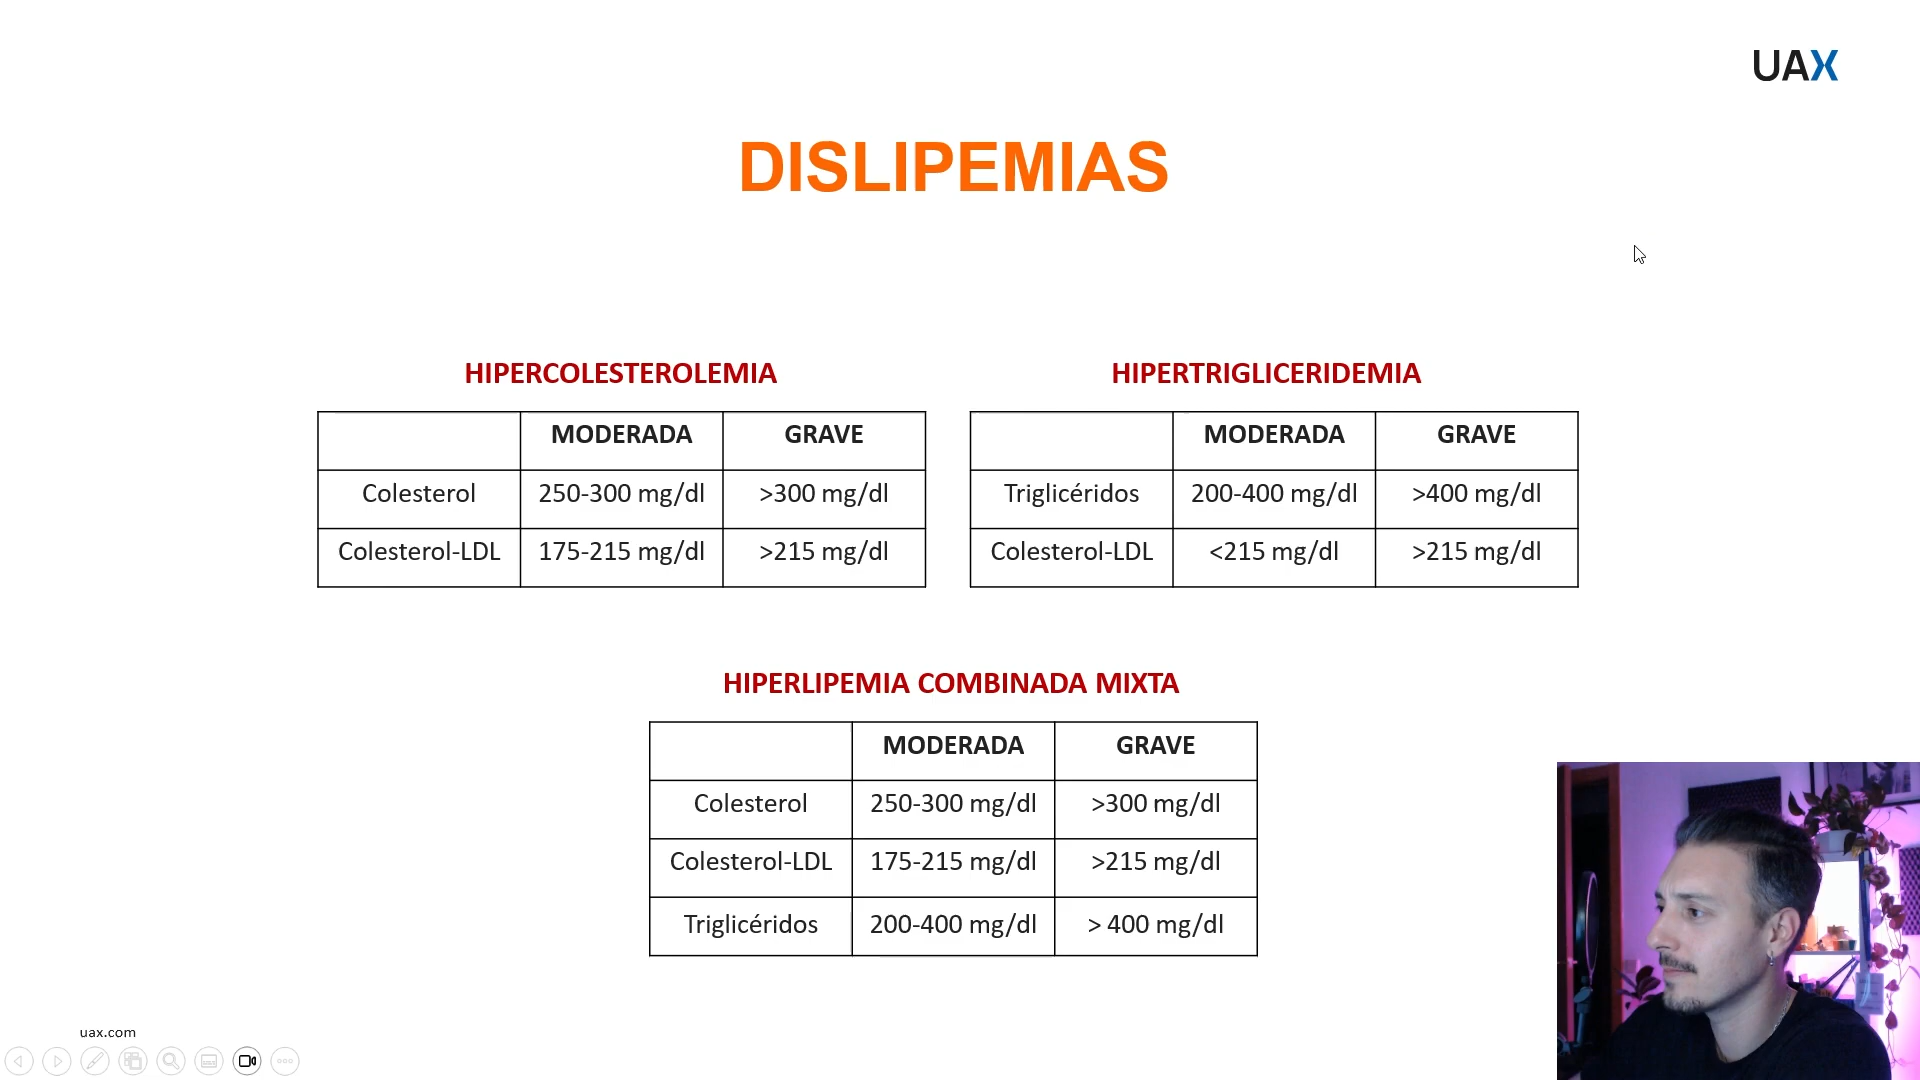 UAX
DISLIPEMIAS
HIPERCOLESTEROLEMIA
MODERADA GRAVE
Colesterol 250-300 mg/dl >300 mg/dl
Colesterol-LDL 175-215 mg/dl >215 mg/dl
HIPERTRIGLICERIDEMIA
MODERADA GRAVE
Triglicéridos 200-400 mg/dl >400 mg/dl
Colesterol-LDL <215 mg/dl >215 mg/dl
HIPERLIPEMIA COMBINADA MIXTA
MODERADA GRAVE
Colesterol 250-300 mg/dl >300 mg/dl
Colesterol-LDL 175-215 mg/dl >215 mg/dl
Triglicéridos 200-400 mg/dl > 400 mg/dl
uax.com